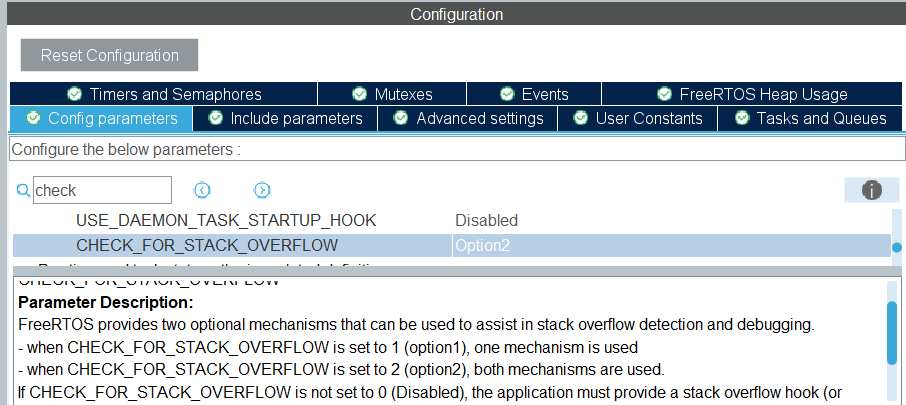 Configuration
Reset Configuration
Timers and Semaphores Mutexes Events FreeRTOS Heap Usage
Config parameters Include parameters Advanced settings User Constants Tasks and Queues
Configure the below parameters :
check
USE_DAEMON_TASK_STARTUP_HOOK Disabled
CHECK_FOR_STACK_OVERFLOW Option2
CHECK_FOR_STACK_OVERFLOW
Parameter Description:
FreeRTOS provides two optional mechanisms that can be used to assist in stack overflow detection and debugging.
- when CHECK_FOR_STACK_OVERFLOW is set to 1 (option1), one mechanism is used
- when CHECK_FOR_STACK_OVERFLOW is set to 2 (option2), both mechanisms are used.
If CHECK_FOR_STACK_OVERFLOW is not set to 0 (Disabled), the application must provide a stack overflow hook (or